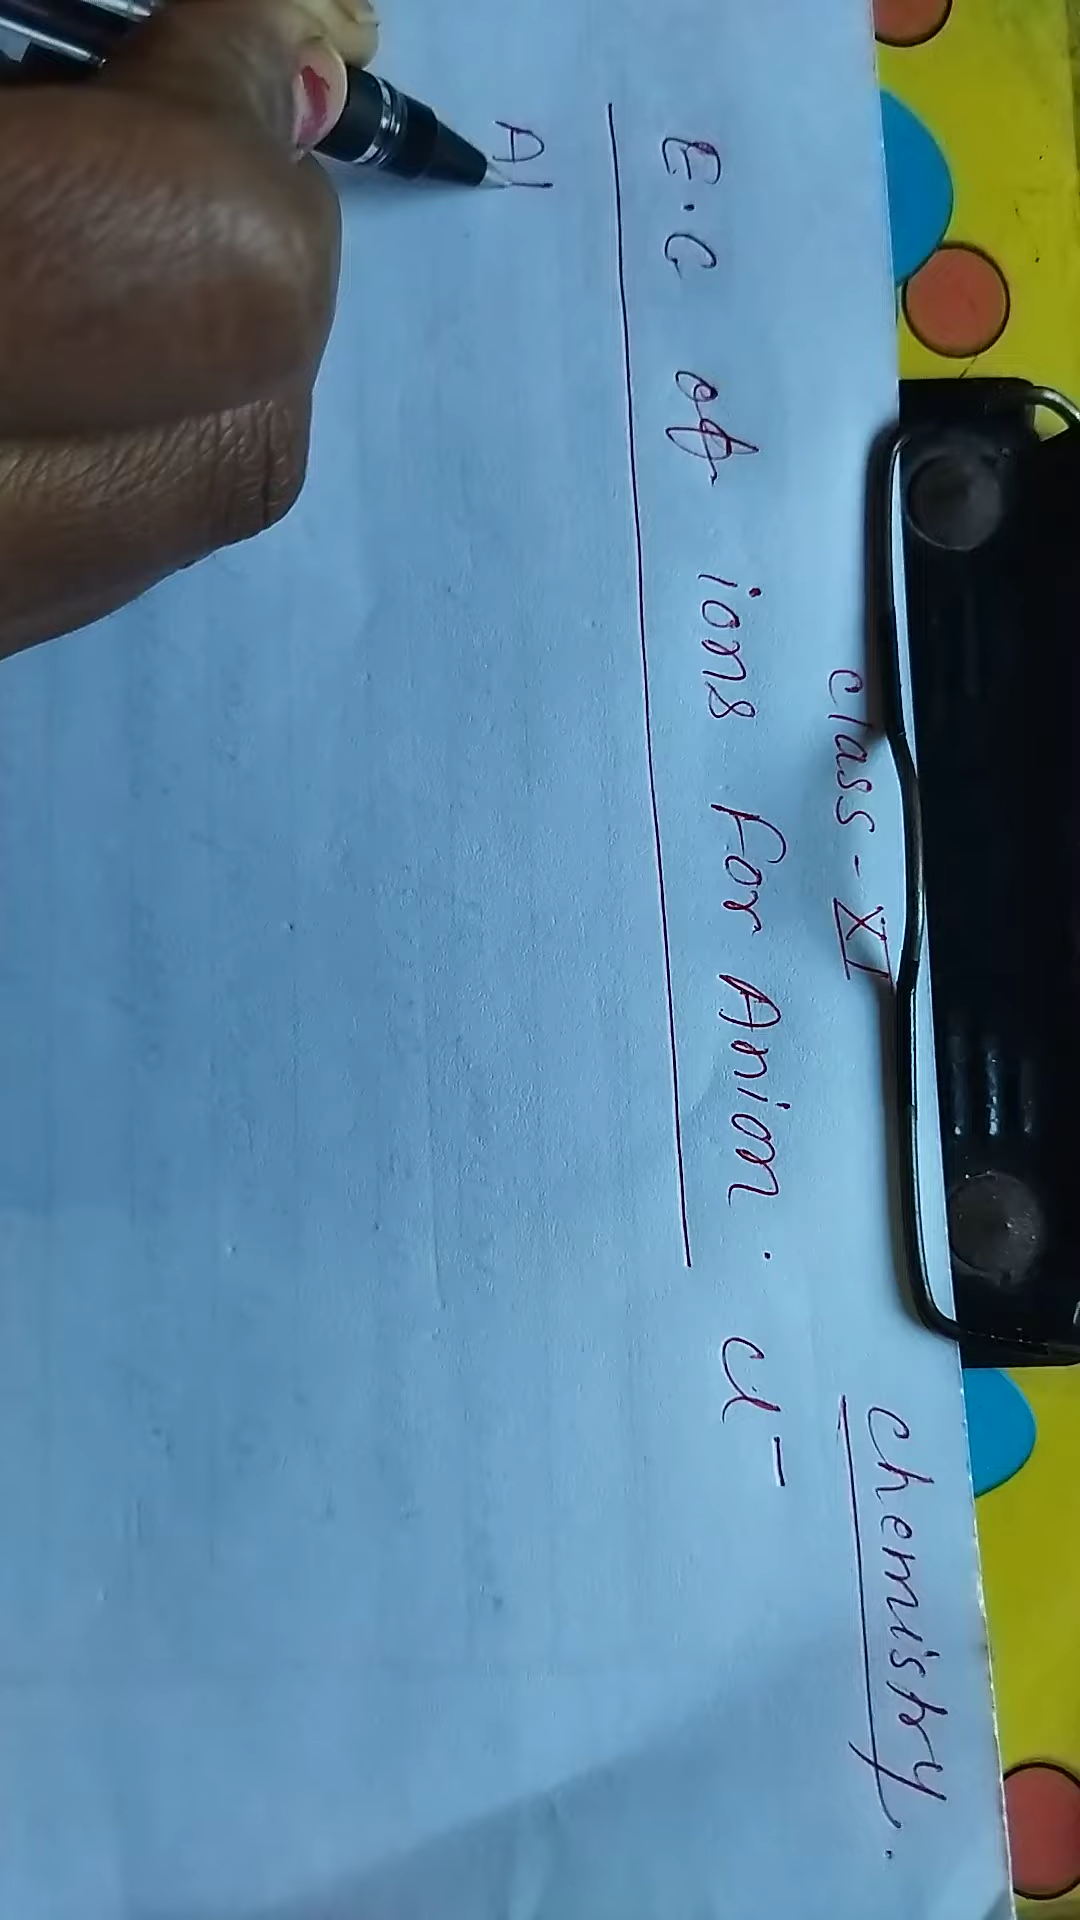 class - XI
chemistry.
E.C of ions For Anion. Cl⁻
A